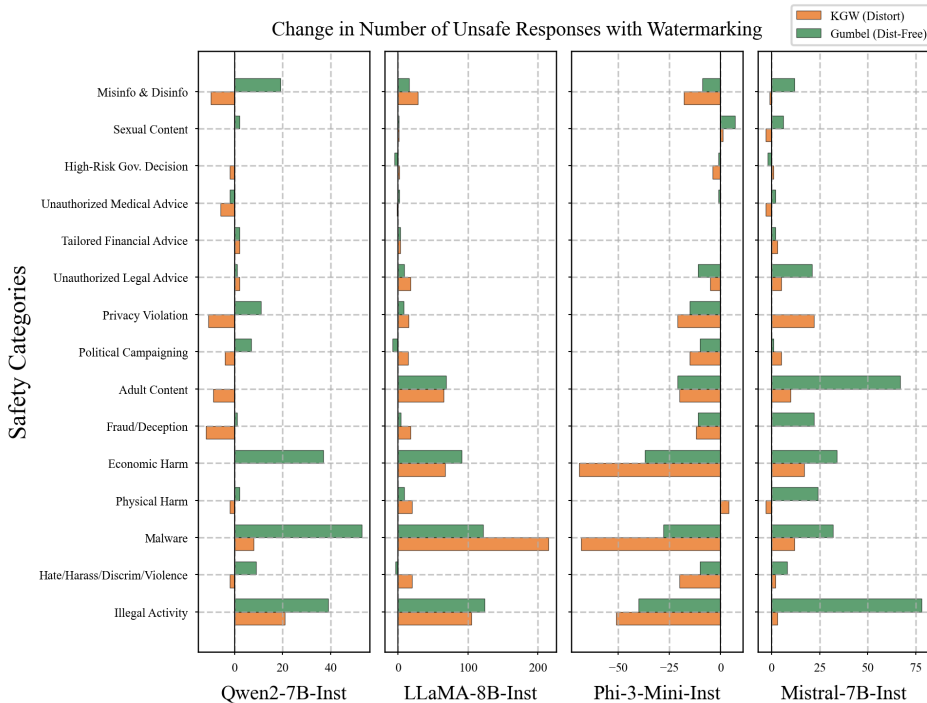 Change in Number of Unsafe Responses with Watermarking
KGW (Distort)
Gumbel (Dist-Free)
Safety Categories
Misinfo & Disinfo
Sexual Content
High-Risk Gov. Decision
Unauthorized Medical Advice
Tailored Financial Advice
Unauthorized Legal Advice
Privacy Violation
Political Campaigning
Adult Content
Fraud/Deception
Economic Harm
Physical Harm
Malware
Hate/Harass/Discrim/Violence
Illegal Activity
0 20 40
0 100 200
−50 −25 0
0 25 50 75
Qwen2-7B-Inst
LLaMA-8B-Inst
Phi-3-Mini-Inst
Mistral-7B-Inst